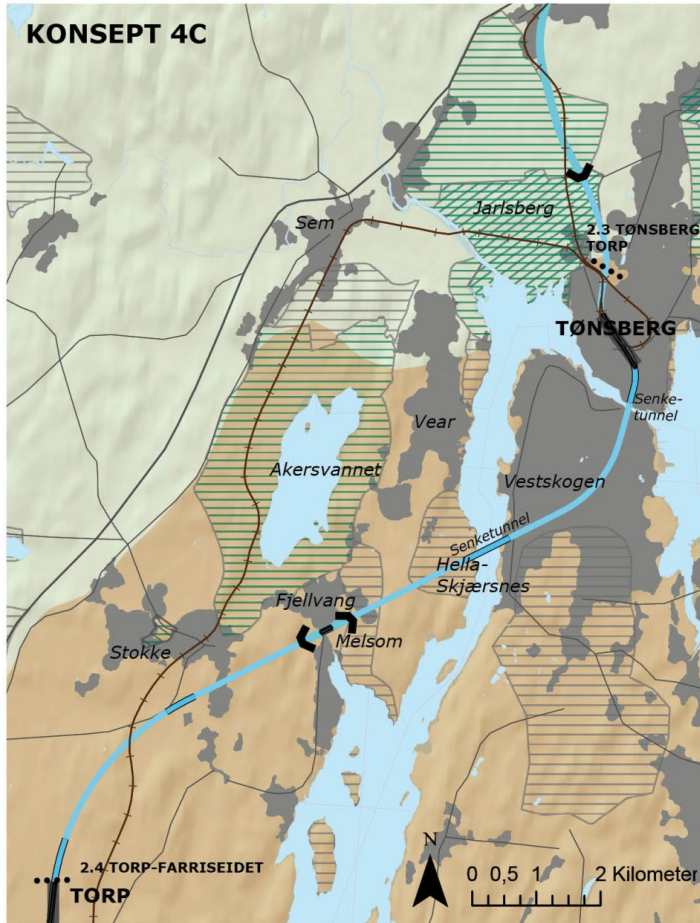 KONSEPT 4C
Jarlsberg
Sem
2.3 TØNSBERG
TORP
TØNSBERG
Senke-
tunnel
Vear
Akersvannet
Vestskogen
Senketunnel
Hella-
Skjærsnes
Fjellvang
Melsom
Stokke
N
2.4 TORP-FARRISEIDET
TORP
0 0,5 1 2 Kilometer